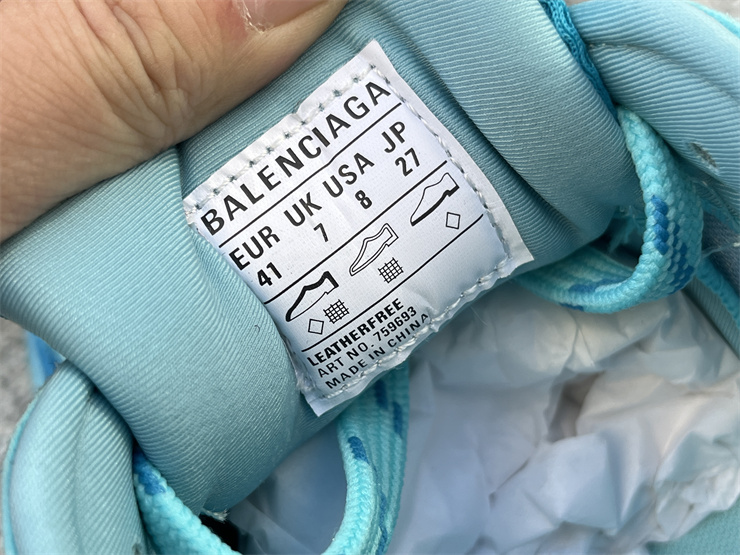 BALENCIAGA
EUR UK USA JP
41 7 8 27
LEATHERFREE
ART NO. 759693
MADE IN CHINA